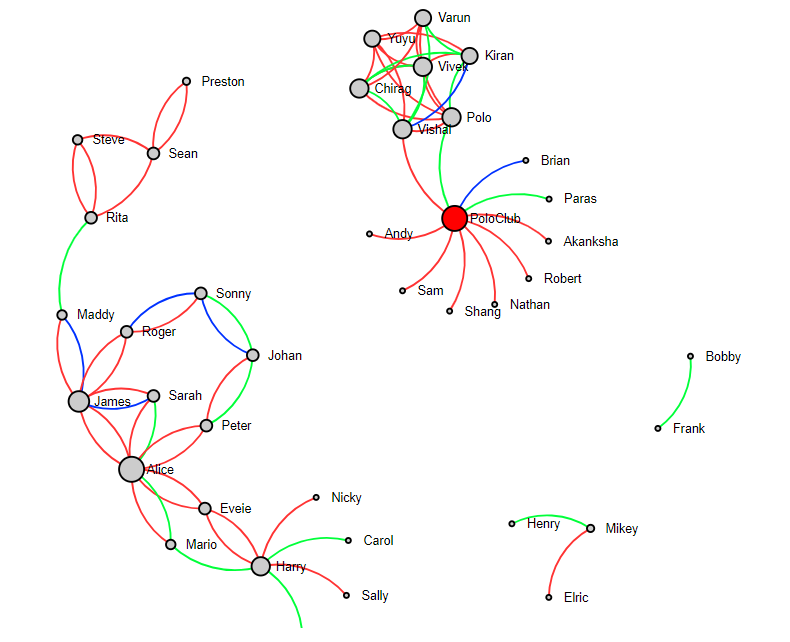 Varun
Yuyu
Kiran
Vivek
Preston
Chirag
Polo
Vishal
Steve
Sean
Brian
Paras
Rita
PoloClub
Andy
Akanksha
Robert
Sam
Sonny
Nathan
Shang
Maddy
Roger
Johan
Bobby
Sarah
James
Peter
Frank
Alice
Nicky
Eveie
Henry
Mikey
Carol
Mario
Harry
Sally
Elric